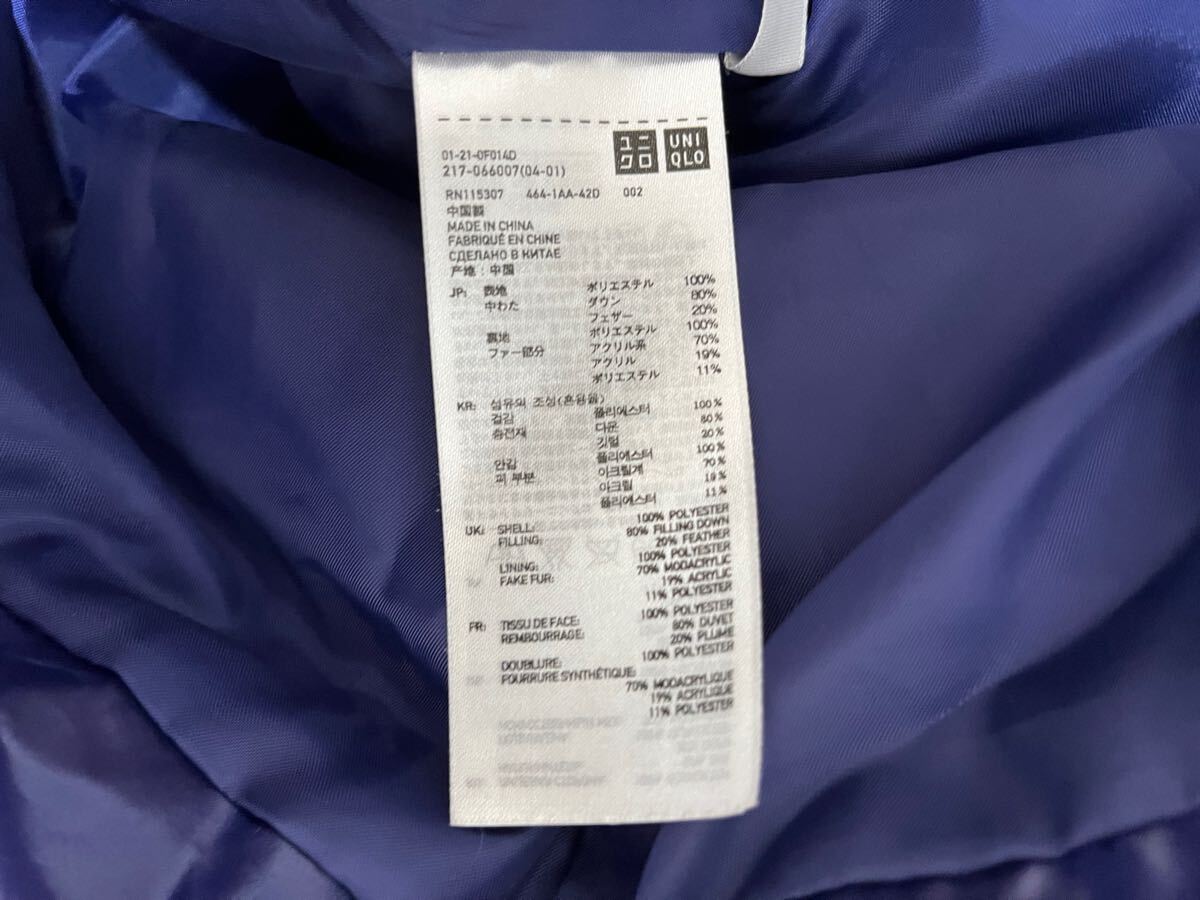 01-21-0F014D
217-066007(04-01)
ユニ
クロ
UNI
QLO
RN115307 464-1AA-42D 002
中国製
MADE IN CHINA
FABRIQUÉ EN CHINE
СДЕЛАНО В КИТАЕ
产地：中国
JP: 表地 ポリエステル 100%
中わた ダウン 80%
フェザー 20%
裏地 ポリエステル 100%
ファー部分 アクリル系 70%
アクリル 19%
ポリエステル 11%
KR: 섬유의 조성(혼용율)
겉감 폴리에스터 100%
충전재 다운 80%
깃털 20%
안감 폴리에스터 100%
퍼 부분 아크릴계 70%
아크릴 19%
폴리에스터 11%
UK: SHELL: 100% POLYESTER
FILLING: 80% FILLING DOWN
20% FEATHER
LINING: 100% POLYESTER
FAKE FUR: 70% MODACRYLIC
19% ACRYLIC
11% POLYESTER
FR: TISSU DE FACE: 100% POLYESTER
REMBOURRAGE: 80% DUVET
20% PLUME
DOUBLURE: 100% POLYESTER
FOURRURE SYNTHÉTIQUE:
70% MODACRYLIQUE
19% ACRYLIQUE
11% POLYESTER